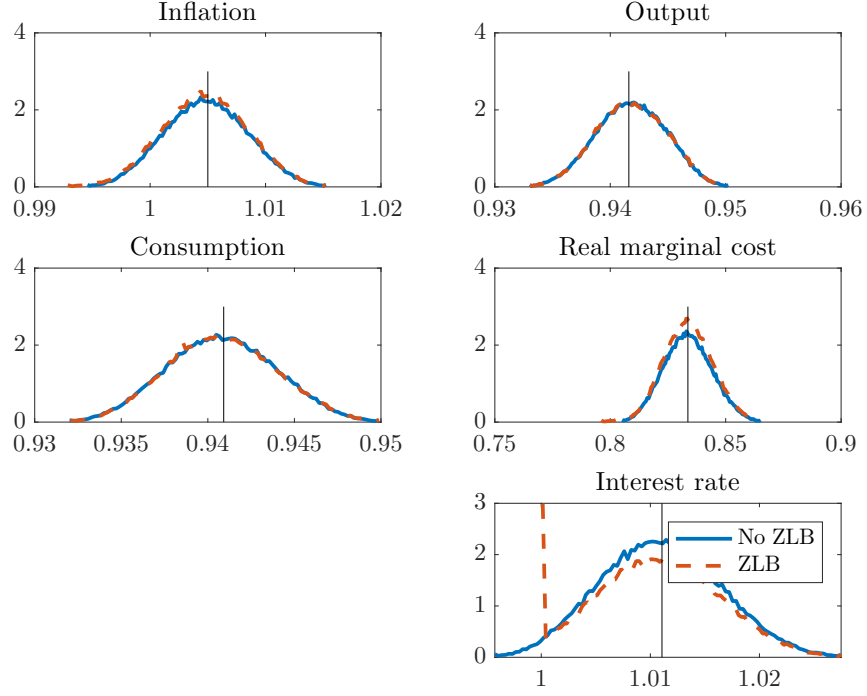 Inflation
4
2
0
0.99 1 1.01 1.02
Output
4
2
0
0.93 0.94 0.95 0.96
Consumption
4
2
0
0.93 0.935 0.94 0.945 0.95
Real marginal cost
4
2
0
0.75 0.8 0.85 0.9
Interest rate
3
2
1
0
1 1.01 1.02
No ZLB
ZLB